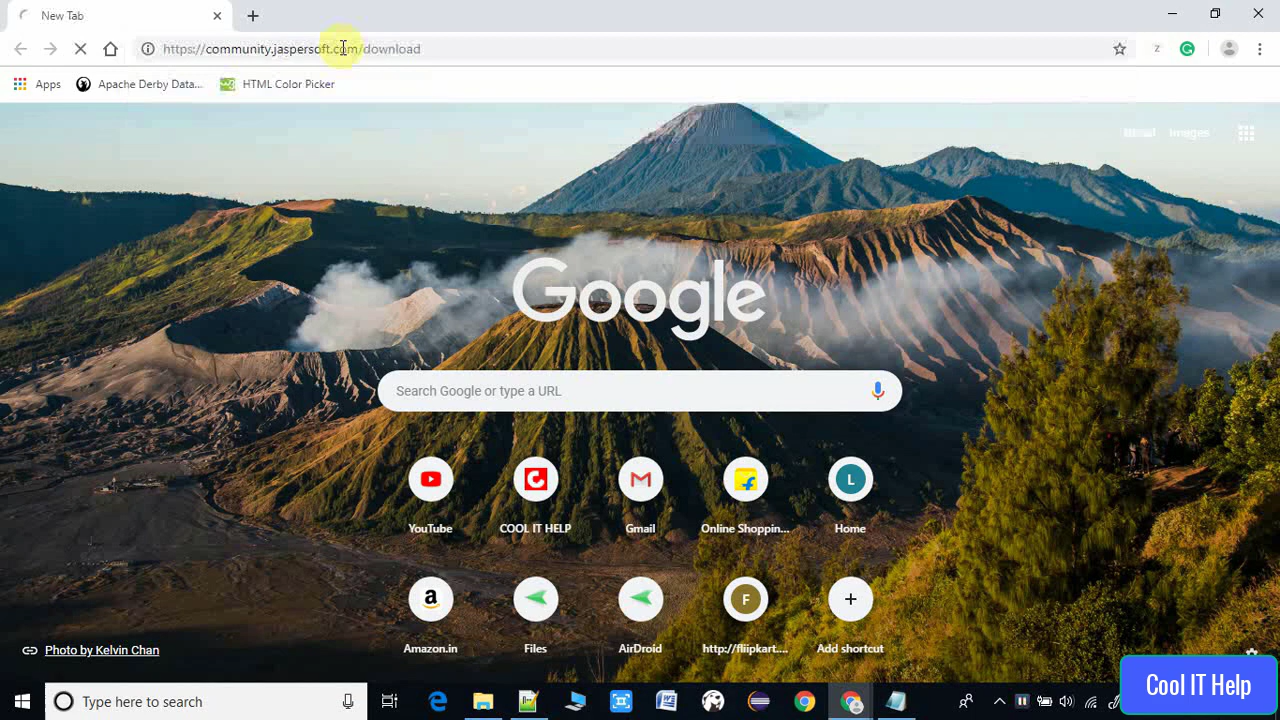 New Tab
https://community.jaspersoft.com/download
Apps
Apache Derby Data...
HTML Color Picker
Gmail
Images
Google
Search Google or type a URL
YouTube
COOL IT HELP
Gmail
Online Shoppin...
L
Home
a
Amazon.in
Files
AirDroid
F
http://fliipkart....
Add shortcut
Photo by Kelvin Chan
Type here to search
Cool IT Help